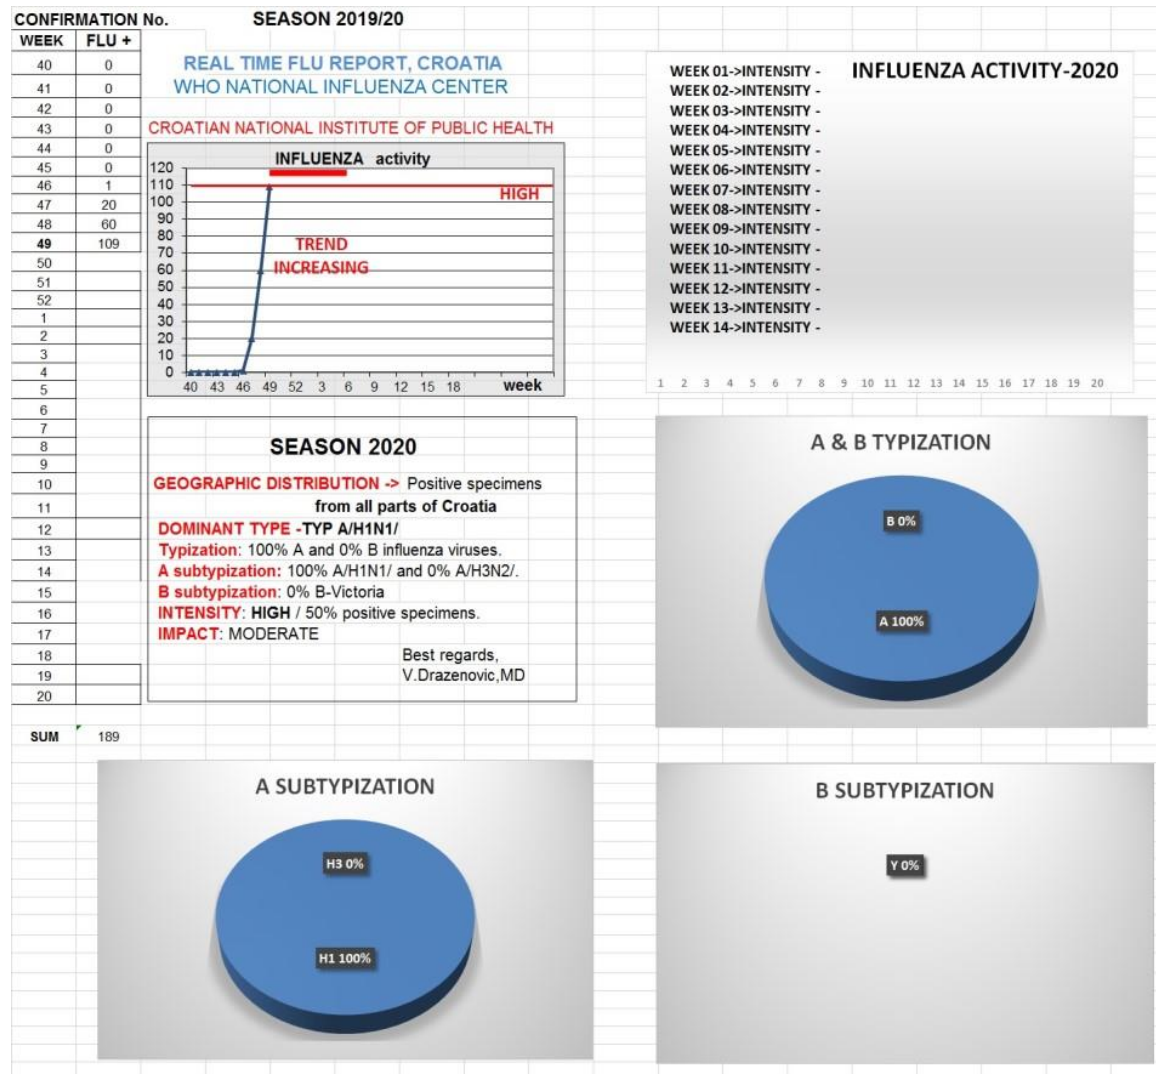 CONFIRMATION No.
SEASON 2019/20
WEEK FLU +
40 0
41 0
42 0
43 0
44 0
45 0
46 1
47 20
48 60
49 109
50
51
52
1
2
3
4
5
6
7
8
9
10
11
12
13
14
15
16
17
18
19
20
SUM 189
REAL TIME FLU REPORT, CROATIA
WHO NATIONAL INFLUENZA CENTER
CROATIAN NATIONAL INSTITUTE OF PUBLIC HEALTH
INFLUENZA activity
120
110
100
90
80
70
60
50
40
30
20
10
0
HIGH
TREND
INCREASING
40 43 46 49 52 3 6 9 12 15 18 week
INFLUENZA ACTIVITY-2020
WEEK 01->INTENSITY -
WEEK 02->INTENSITY -
WEEK 03->INTENSITY -
WEEK 04->INTENSITY -
WEEK 05->INTENSITY -
WEEK 06->INTENSITY -
WEEK 07->INTENSITY -
WEEK 08->INTENSITY -
WEEK 09->INTENSITY -
WEEK 10->INTENSITY -
WEEK 11->INTENSITY -
WEEK 12->INTENSITY -
WEEK 13->INTENSITY -
WEEK 14->INTENSITY -
1 2 3 4 5 6 7 8 9 10 11 12 13 14 15 16 17 18 19 20
SEASON 2020
GEOGRAPHIC DISTRIBUTION -> Positive specimens
from all parts of Croatia
DOMINANT TYPE -TYP A/H1N1/
Typization: 100% A and 0% B influenza viruses.
A subtypization: 100% A/H1N1/ and 0% A/H3N2/.
B subtypization: 0% B-Victoria
INTENSITY: HIGH / 50% positive specimens.
IMPACT: MODERATE
Best regards,
V.Drazenovic,MD
A & B TYPIZATION
B 0%
A 100%
A SUBTYPIZATION
H3 0%
H1 100%
B SUBTYPIZATION
Y 0%